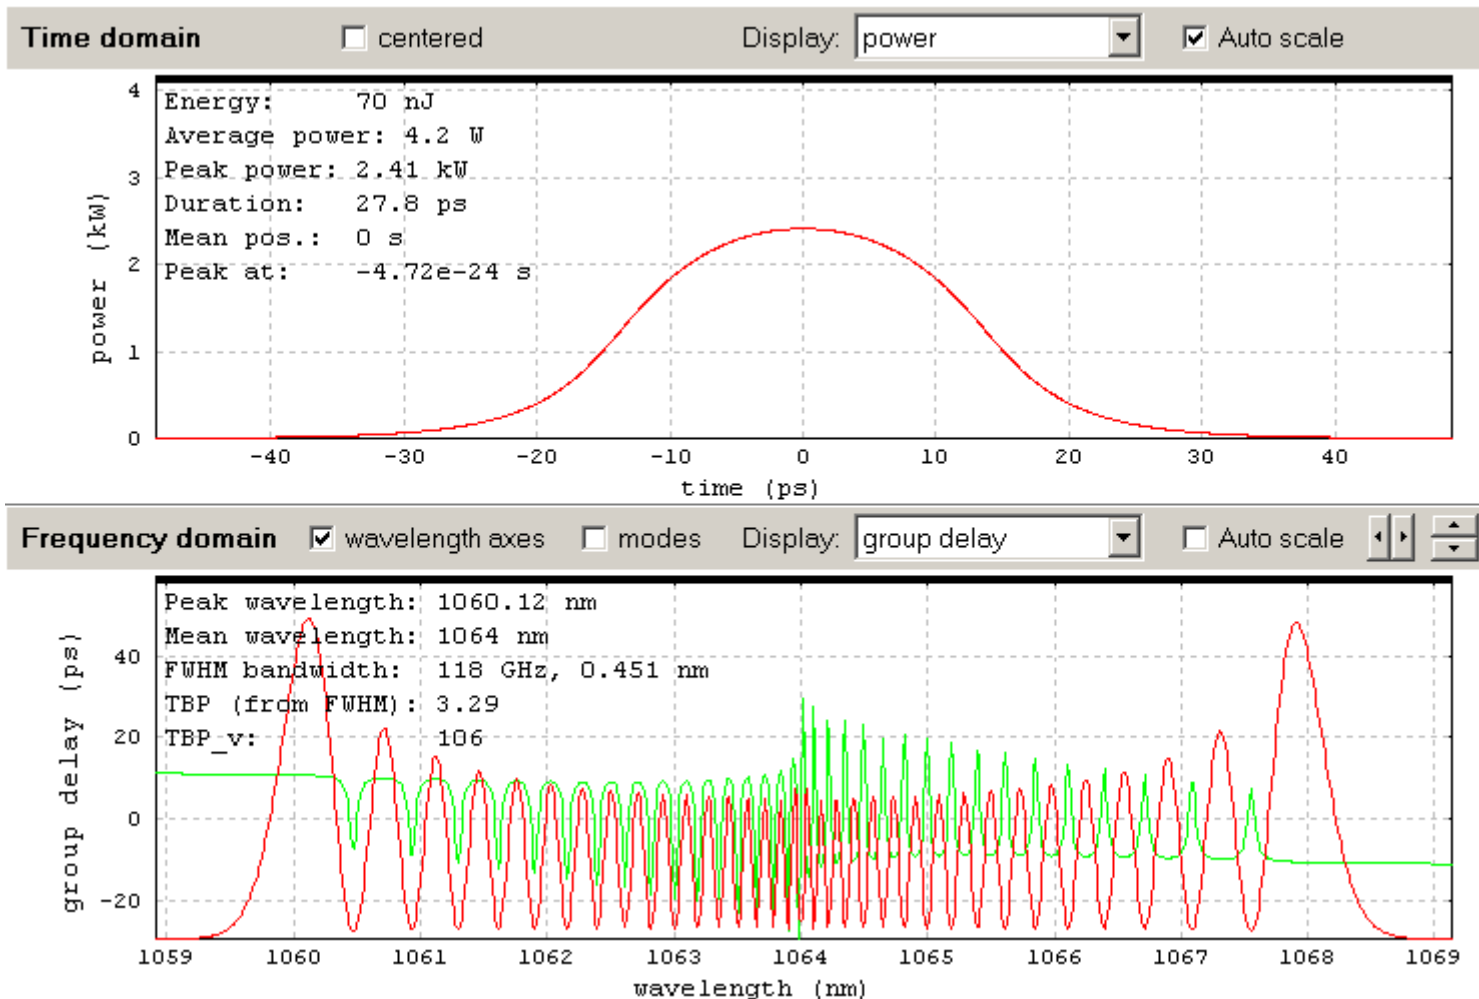 Time domain centered Display: power Auto scale
Energy: 70 nJ
Average power: 4.2 W
Peak power: 2.41 kW
Duration: 27.8 ps
Mean pos.: 0 s
Peak at: -4.72e-24 s
4
3
2
1
0
power (kW)
-40 -30 -20 -10 0 10 20 30 40
time (ps)
Frequency domain wavelength axes modes Display: group delay Auto scale
Peak wavelength: 1060.12 nm
Mean wavelength: 1064 nm
FWHM bandwidth: 118 GHz, 0.451 nm
TBP (from FWHM): 3.29
TBP_v: 106
40
20
0
-20
group delay (ps)
1059 1060 1061 1062 1063 1064 1065 1066 1067 1068 1069
wavelength (nm)